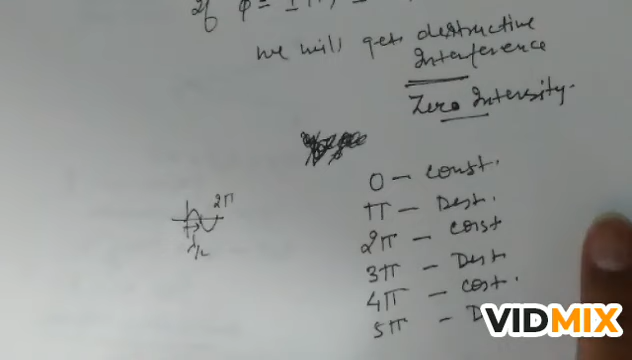 If φ = ±π,
we will get destructive
Interference
Zero Intensity.
0 — Const.
π — Dest.
2π — Const
3π — Dest
4π — Const.
5π — D
2π
VIDMIX